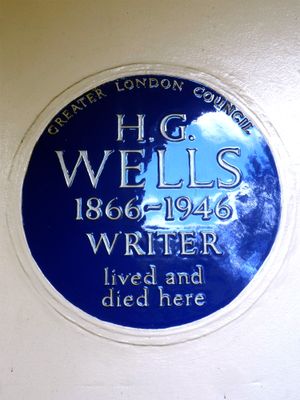 GREATER LONDON COUNCIL
H.G.
WELLS
1866-1946
WRITER
lived and
died here